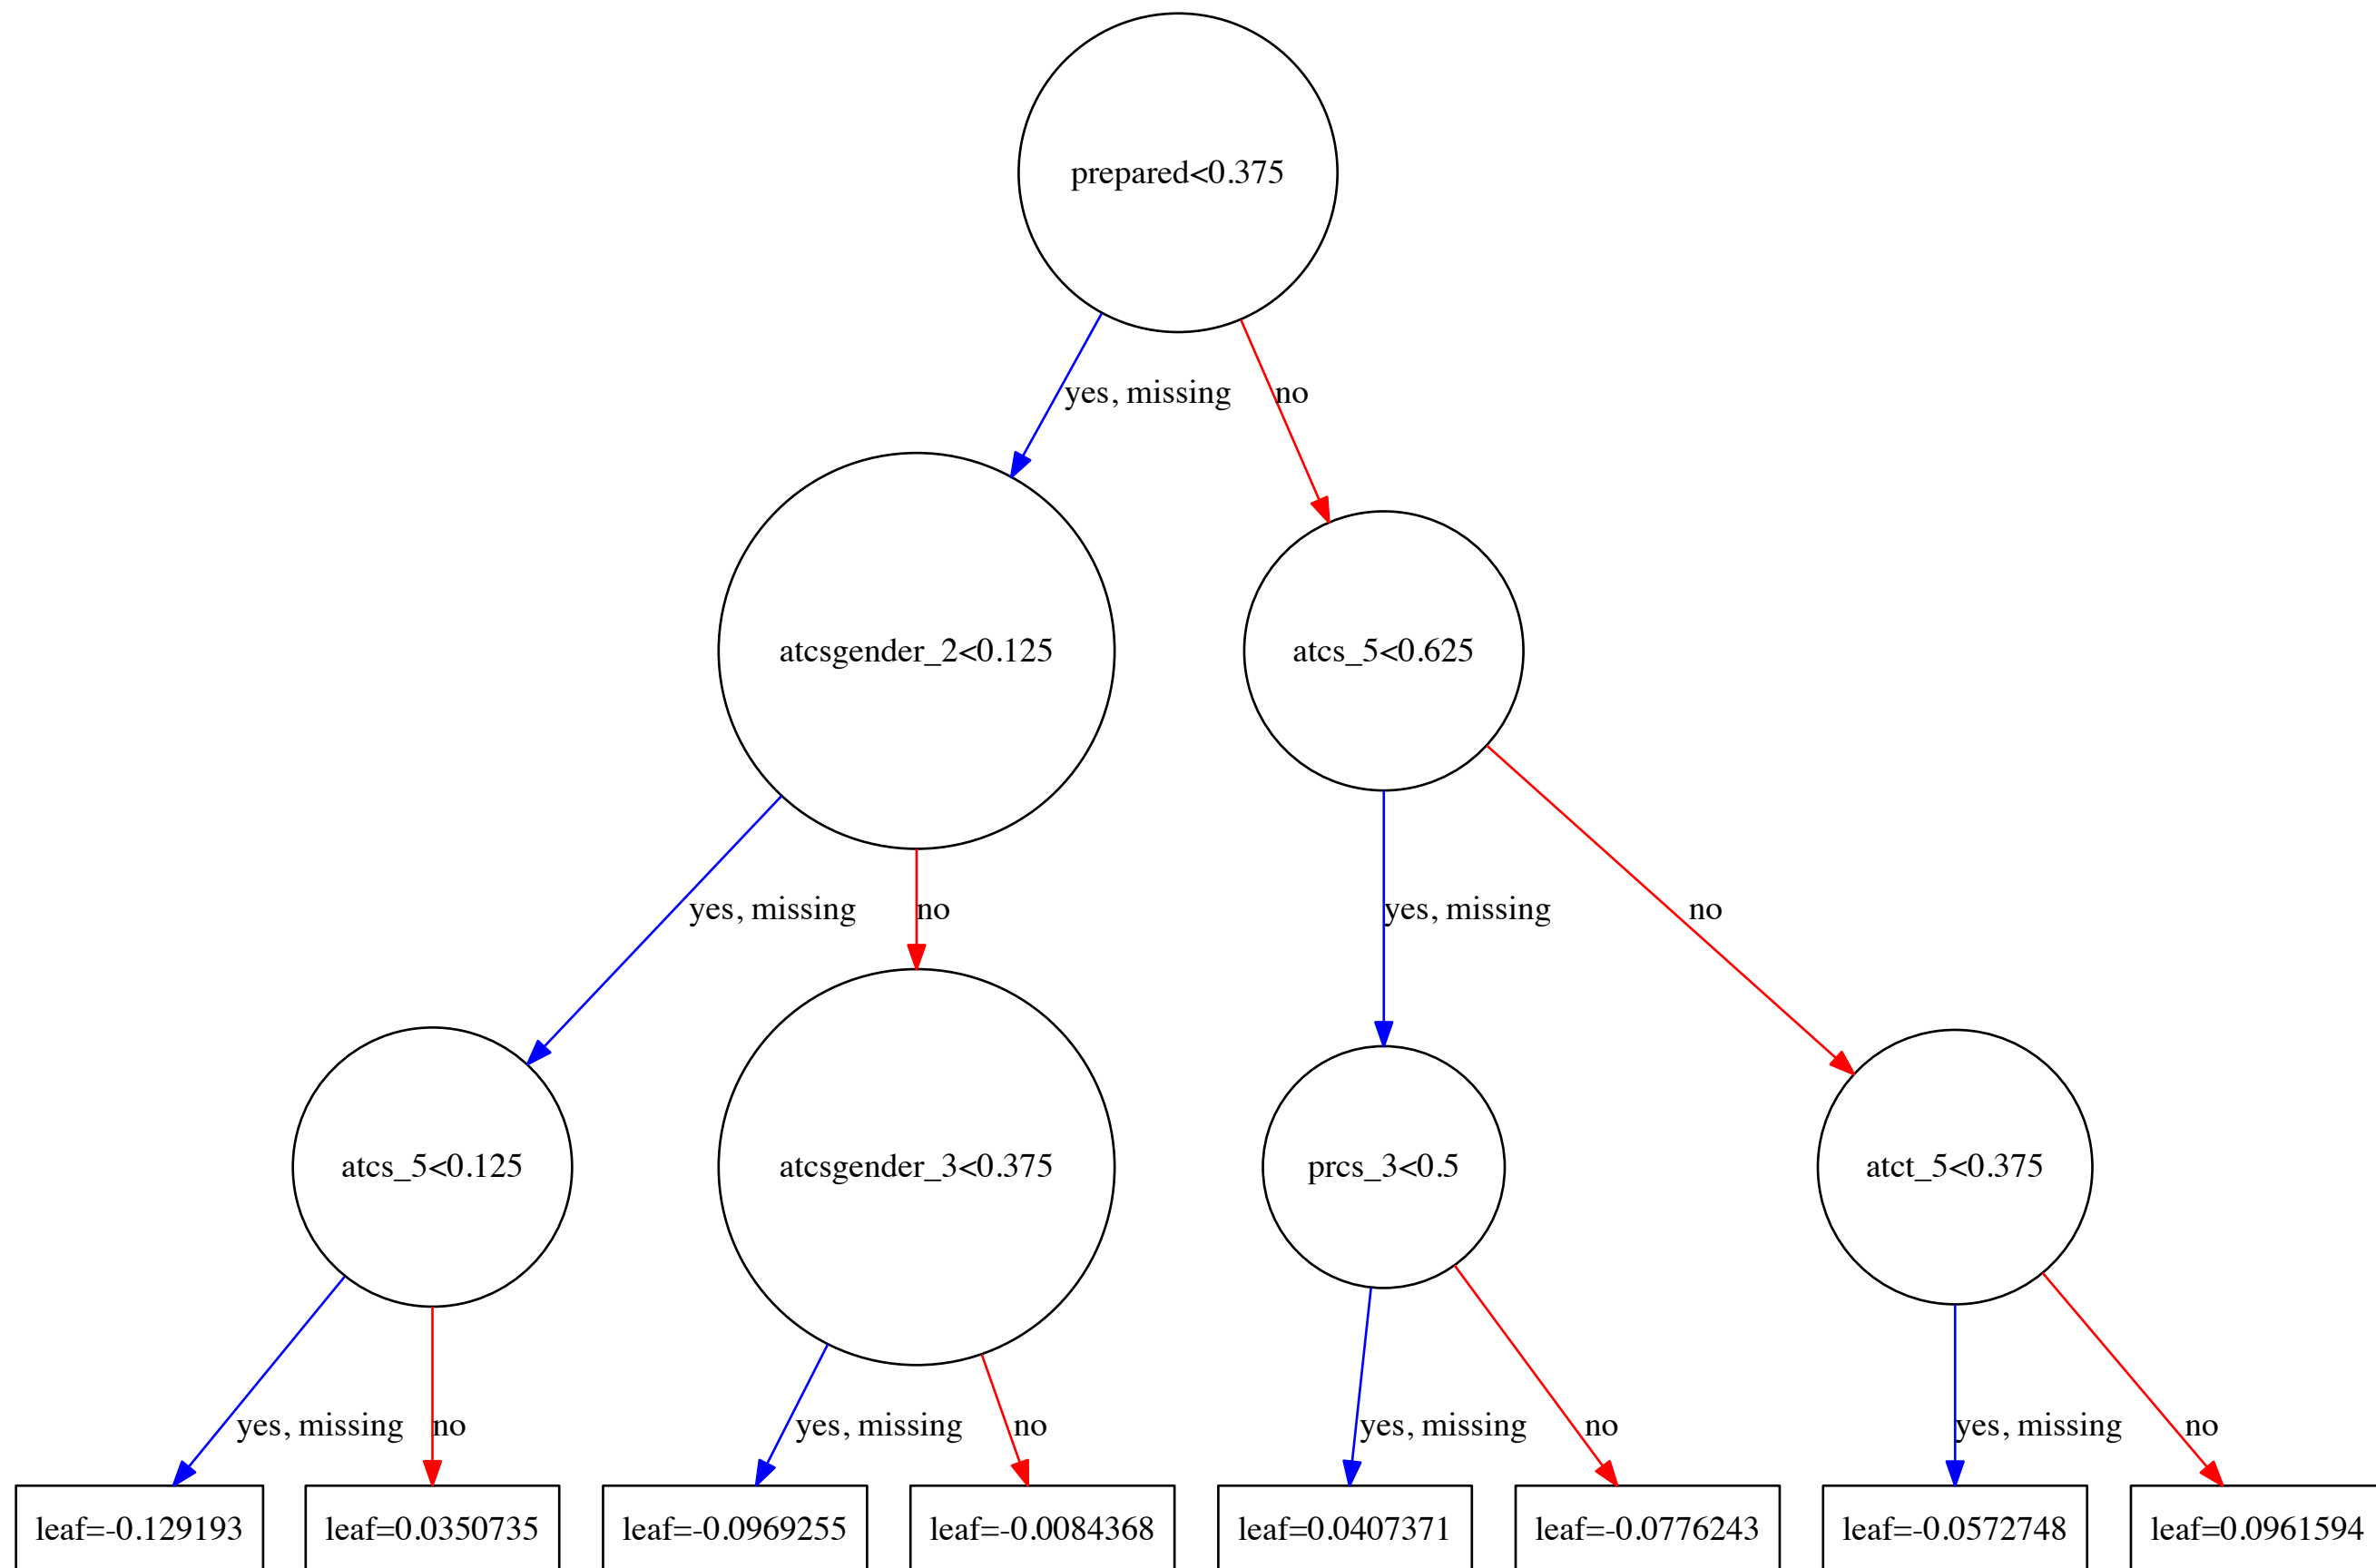 prepared<0.375
yes, missing
no
atcsgender_2<0.125
atcs_5<0.625
yes, missing
no
yes, missing
no
atcs_5<0.125
atcsgender_3<0.375
prcs_3<0.5
atct_5<0.375
yes, missing
no
yes, missing
no
yes, missing
no
yes, missing
no
leaf=-0.129193
leaf=0.0350735
leaf=-0.0969255
leaf=-0.0084368
leaf=0.0407371
leaf=-0.0776243
leaf=-0.0572748
leaf=0.0961594